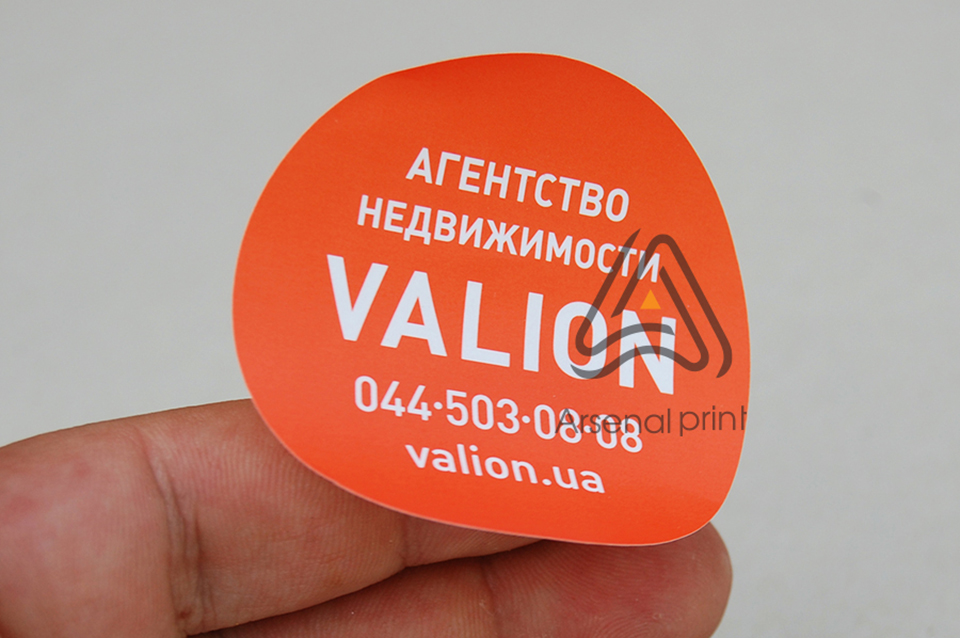 АГЕНТСТВО
НЕДВИЖИМОСТИ
VALION
044·503·08·08
valion.ua
Arsenal print